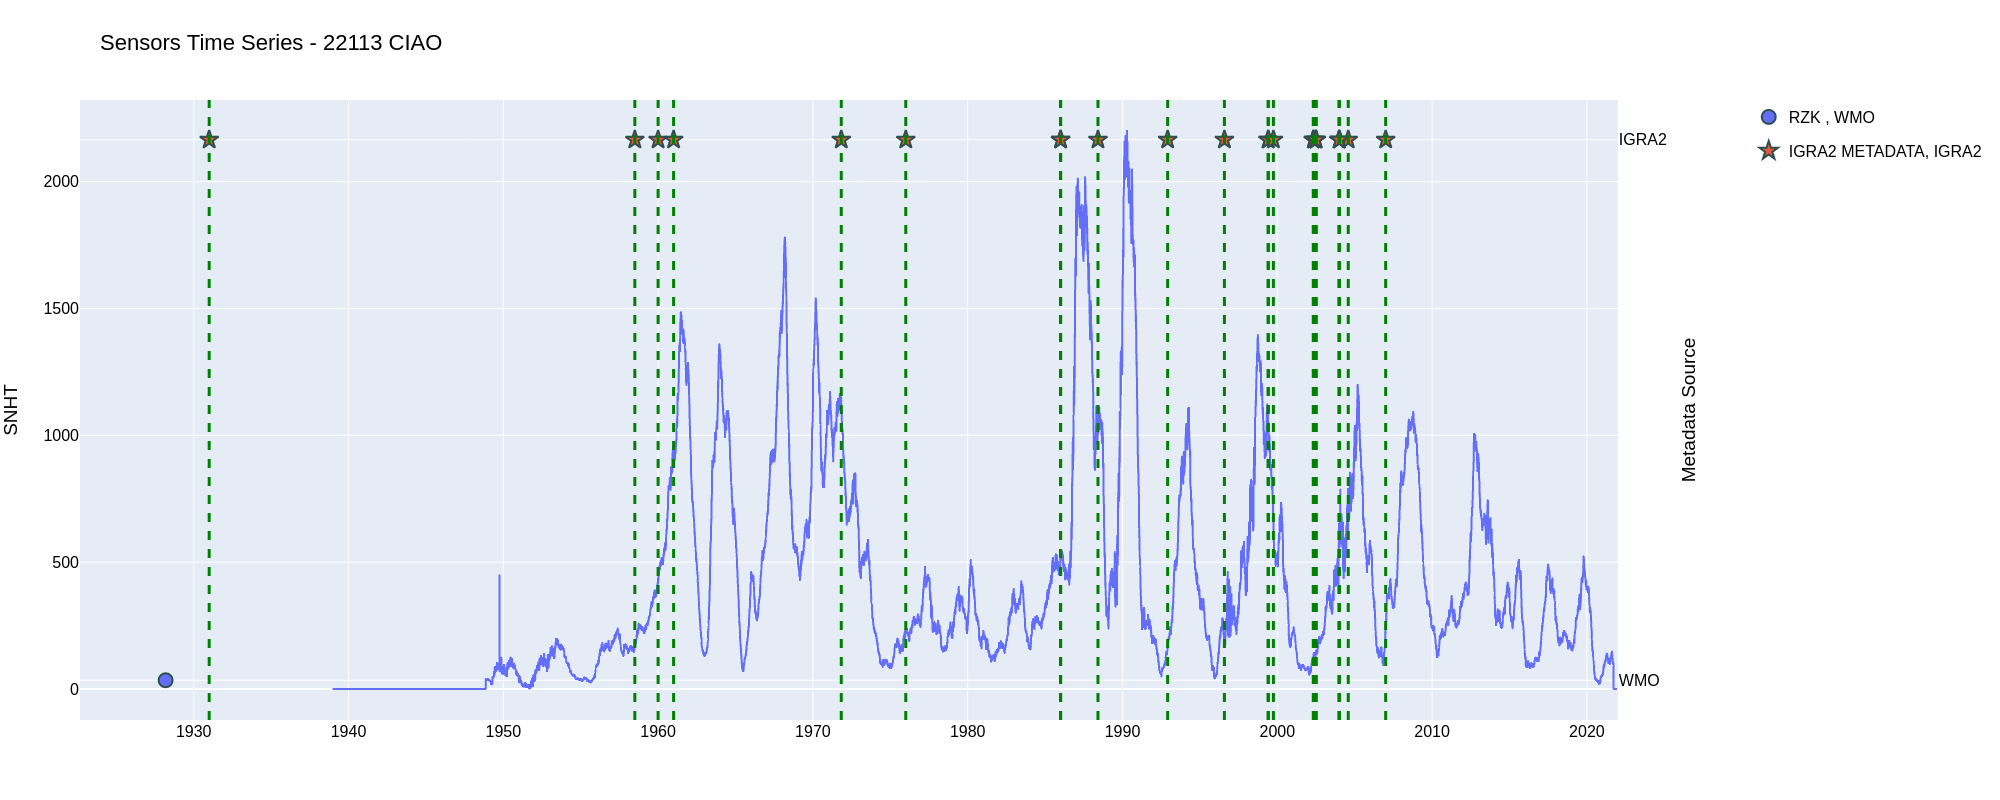 Sensors Time Series - 22113 CIAO
RZK , WMO
IGRA2 METADATA, IGRA2
IGRA2
WMO
2000
1500
1000
500
0
SNHT
Metadata Source
1930 1940 1950 1960 1970 1980 1990 2000 2010 2020